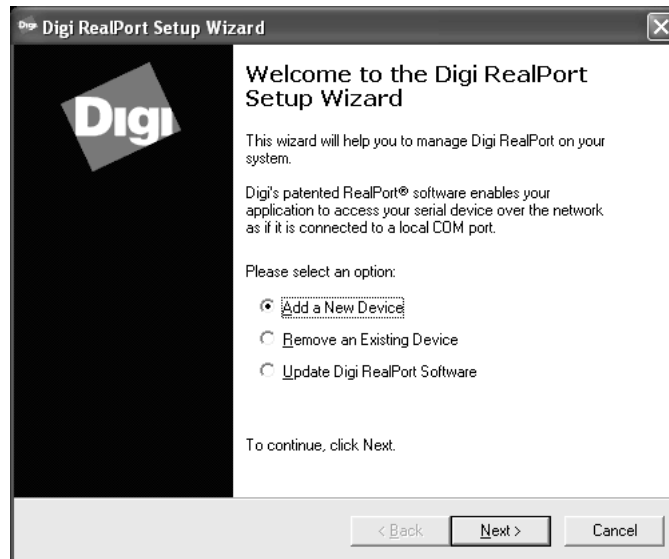 Digi Digi RealPort Setup Wizard
Digi
Welcome to the Digi RealPort
Setup Wizard
This wizard will help you to manage Digi RealPort on your
system.
Digi's patented RealPort® software enables your
application to access your serial device over the network
as if it is connected to a local COM port.
Please select an option:
Add a New Device
Remove an Existing Device
Update Digi RealPort Software
To continue, click Next.
< Back Next > Cancel